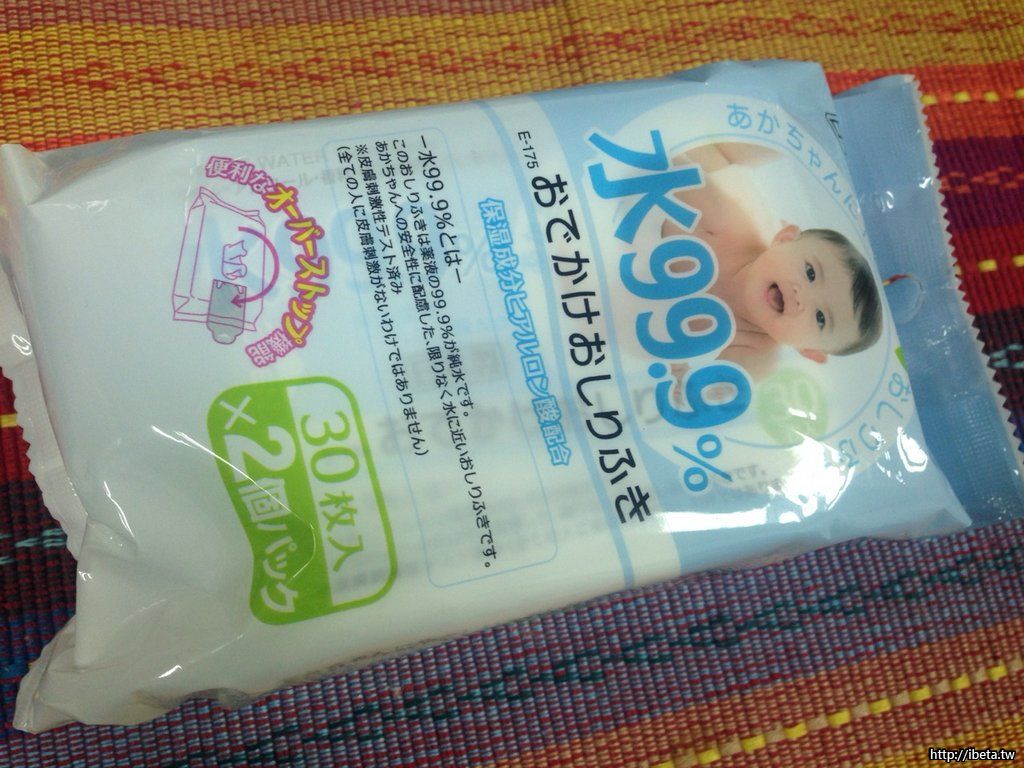 あかちゃんに
水99.9%
E-175 おでかけおしりふき
保湿成分ヒアルロン酸配合
ー水99.9%とはー
このおしりふきは薬液の99.9%が純水です。
あかちゃんへの安全性に配慮した、限りなく水に近いおしりふきです。
※皮膚刺激性テスト済み
(全ての人に皮膚刺激がないわけではありません)
便利なオーバーストップ機能
30枚入
×2個パック
http://ibeta.tw